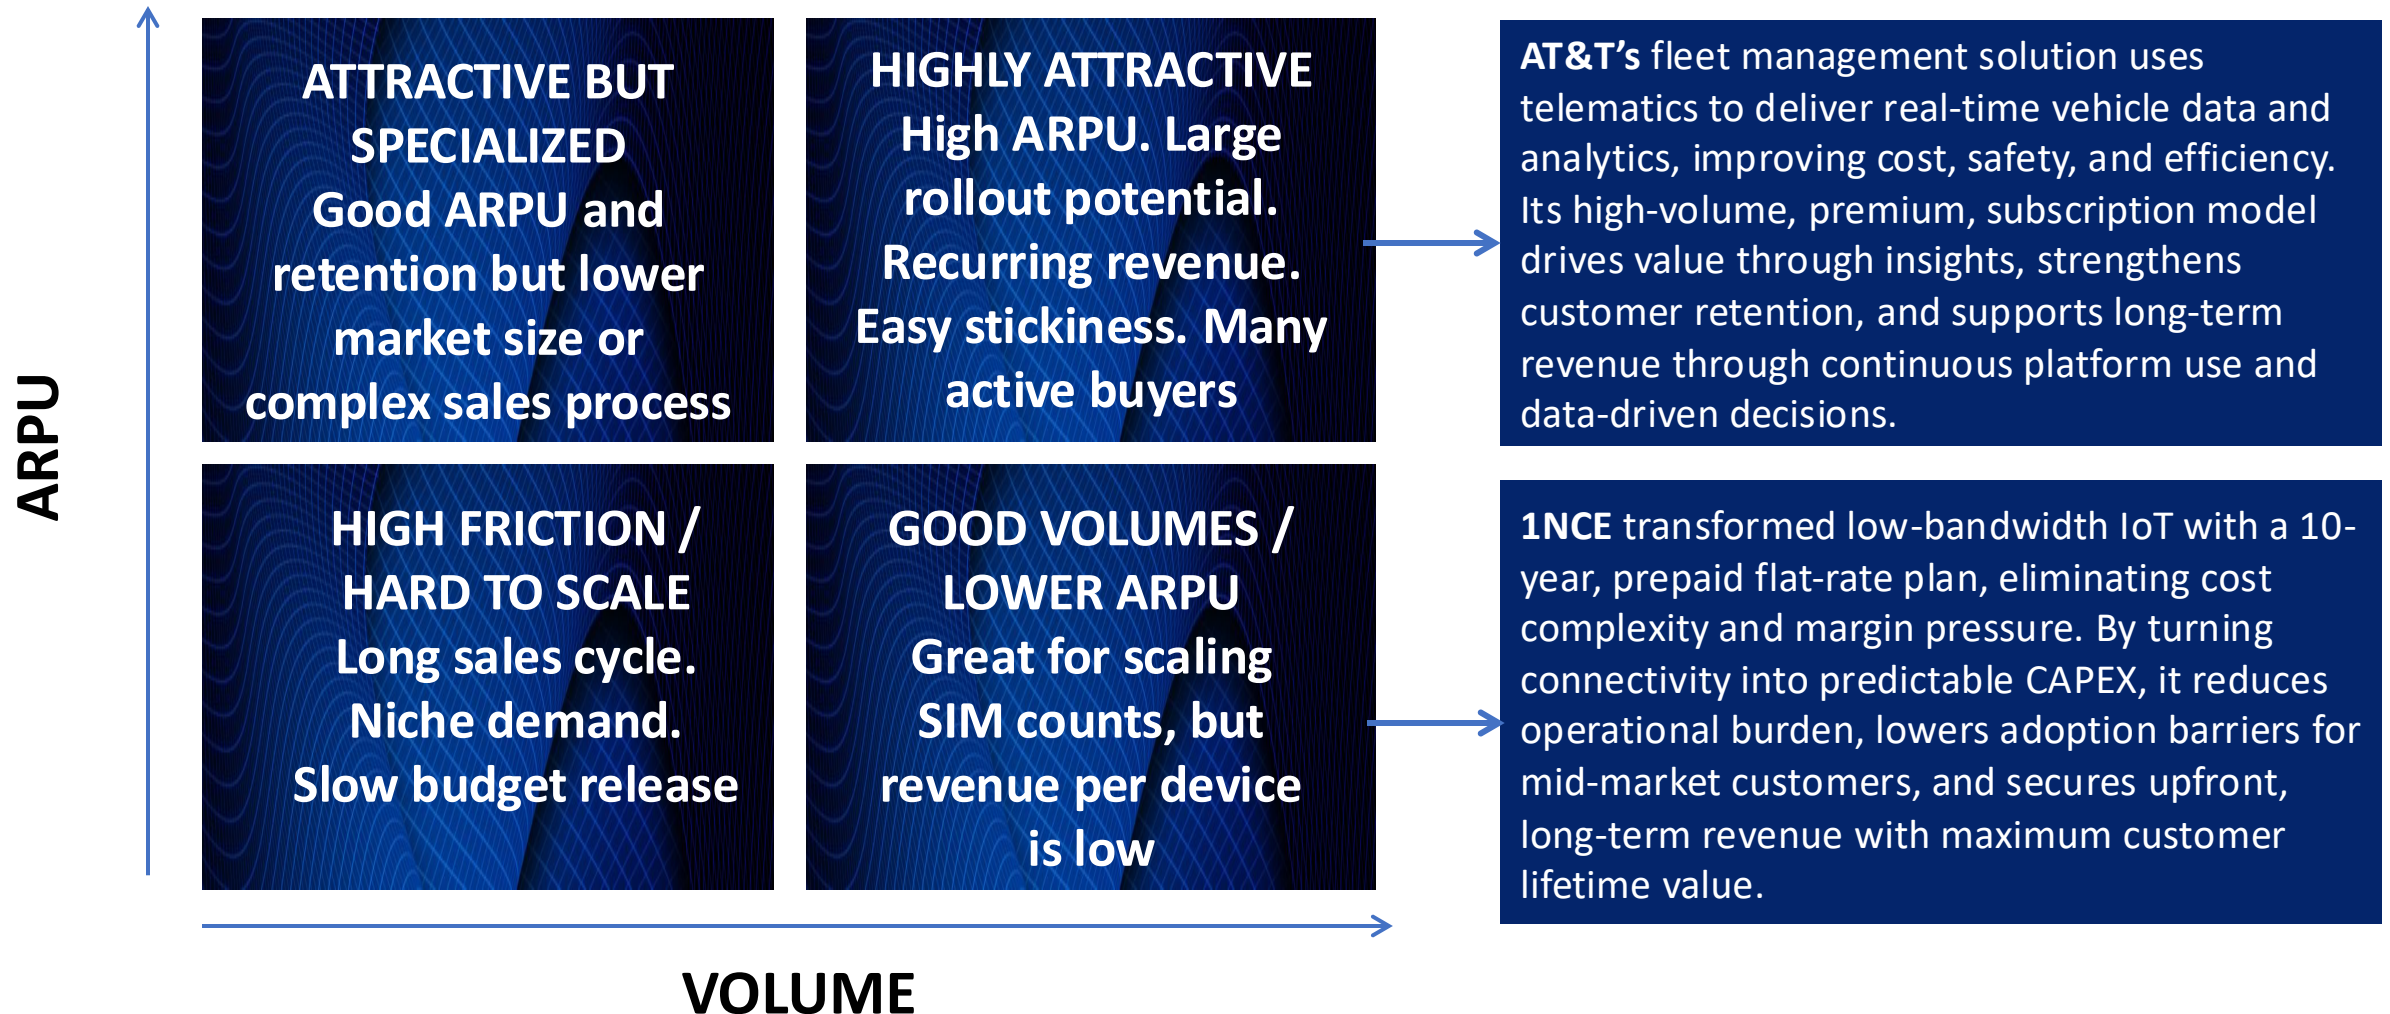 ARPU
ATTRACTIVE BUT
SPECIALIZED
Good ARPU and
retention but lower
market size or
complex sales process
HIGHLY ATTRACTIVE
High ARPU. Large
rollout potential.
Recurring revenue.
Easy stickiness. Many
active buyers
AT&T’s fleet management solution uses
telematics to deliver real-time vehicle data and
analytics, improving cost, safety, and efficiency.
Its high-volume, premium, subscription model
drives value through insights, strengthens
customer retention, and supports long-term
revenue through continuous platform use and
data-driven decisions.
HIGH FRICTION /
HARD TO SCALE
Long sales cycle.
Niche demand.
Slow budget release
GOOD VOLUMES /
LOWER ARPU
Great for scaling
SIM counts, but
revenue per device
is low
1NCE transformed low-bandwidth IoT with a 10-
year, prepaid flat-rate plan, eliminating cost
complexity and margin pressure. By turning
connectivity into predictable CAPEX, it reduces
operational burden, lowers adoption barriers for
mid-market customers, and secures upfront,
long-term revenue with maximum customer
lifetime value.
VOLUME